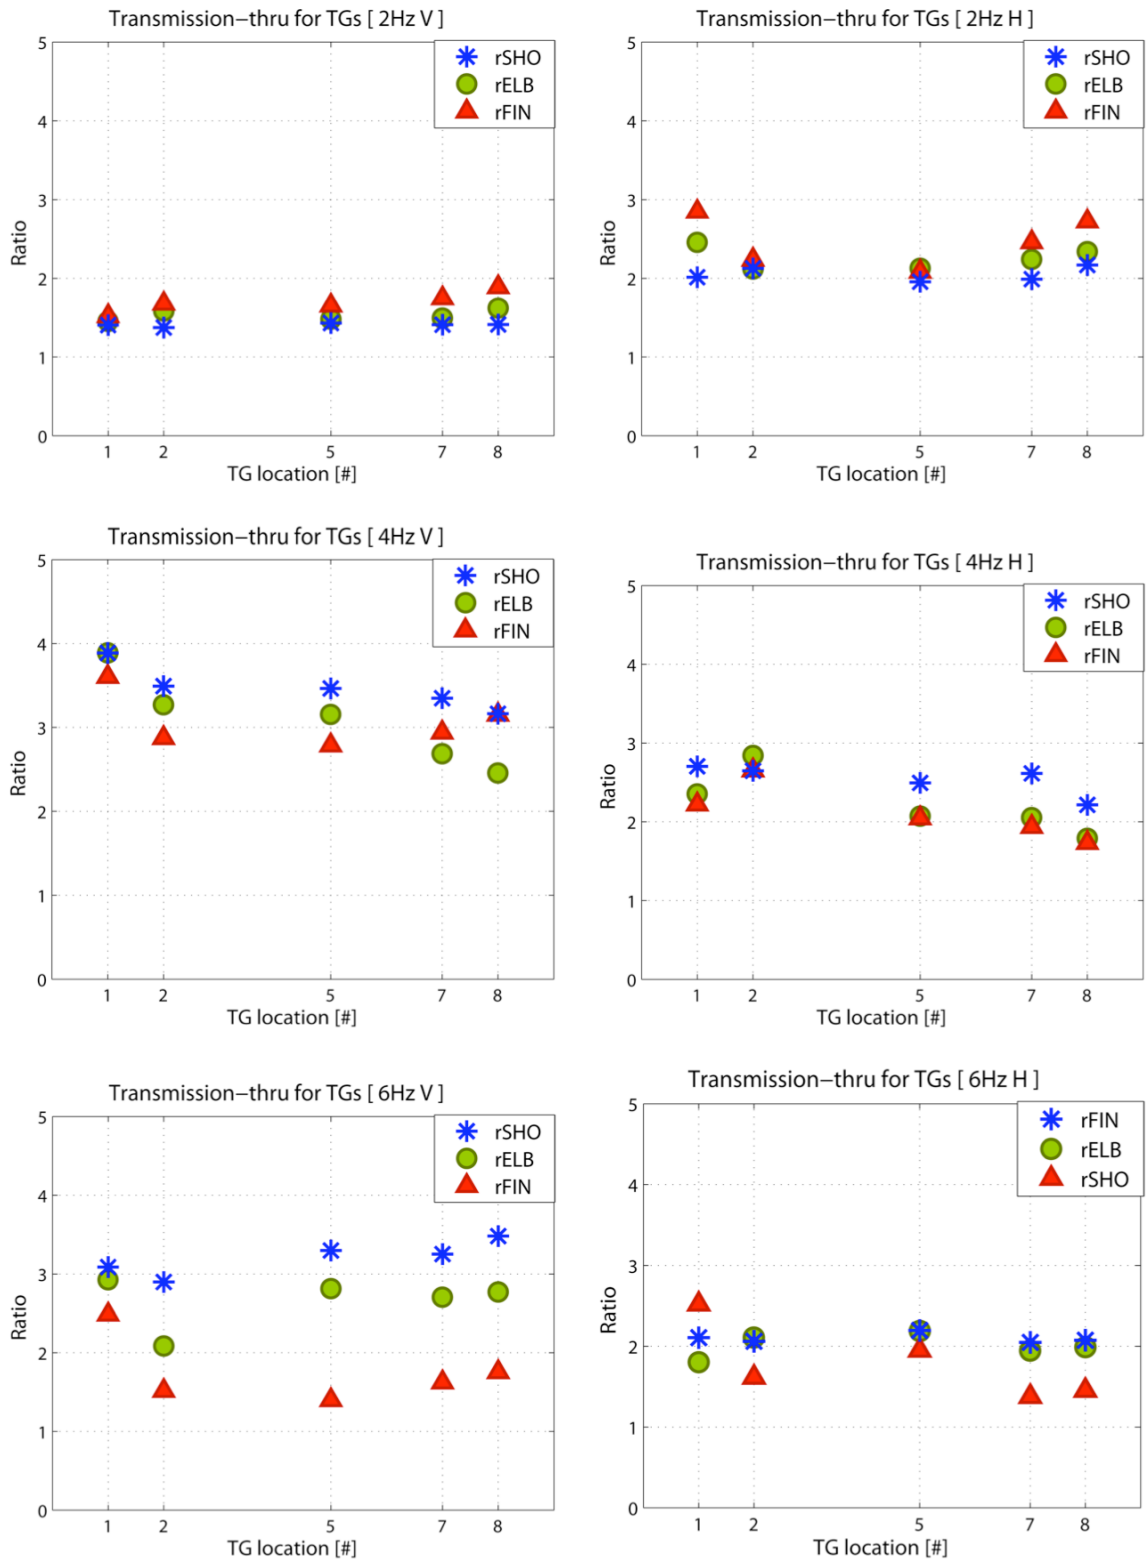 Transmission−thru for TGs [ 2Hz V ]
5
4
3
2
1
0
Ratio
rSHO
rELB
rFIN
1 2 5 7 8
TG location [#]
Transmission−thru for TGs [ 2Hz H ]
5
4
3
2
1
0
Ratio
rSHO
rELB
rFIN
1 2 5 7 8
TG location [#]
Transmission−thru for TGs [ 4Hz V ]
5
4
3
2
1
0
Ratio
rSHO
rELB
rFIN
1 2 5 7 8
TG location [#]
Transmission−thru for TGs [ 4Hz H ]
5
4
3
2
1
0
Ratio
rSHO
rELB
rFIN
1 2 5 7 8
TG location [#]
Transmission−thru for TGs [ 6Hz V ]
5
4
3
2
1
0
Ratio
rSHO
rELB
rFIN
1 2 5 7 8
TG location [#]
Transmission−thru for TGs [ 6Hz H ]
5
4
3
2
1
0
Ratio
rFIN
rELB
rSHO
1 2 5 7 8
TG location [#]